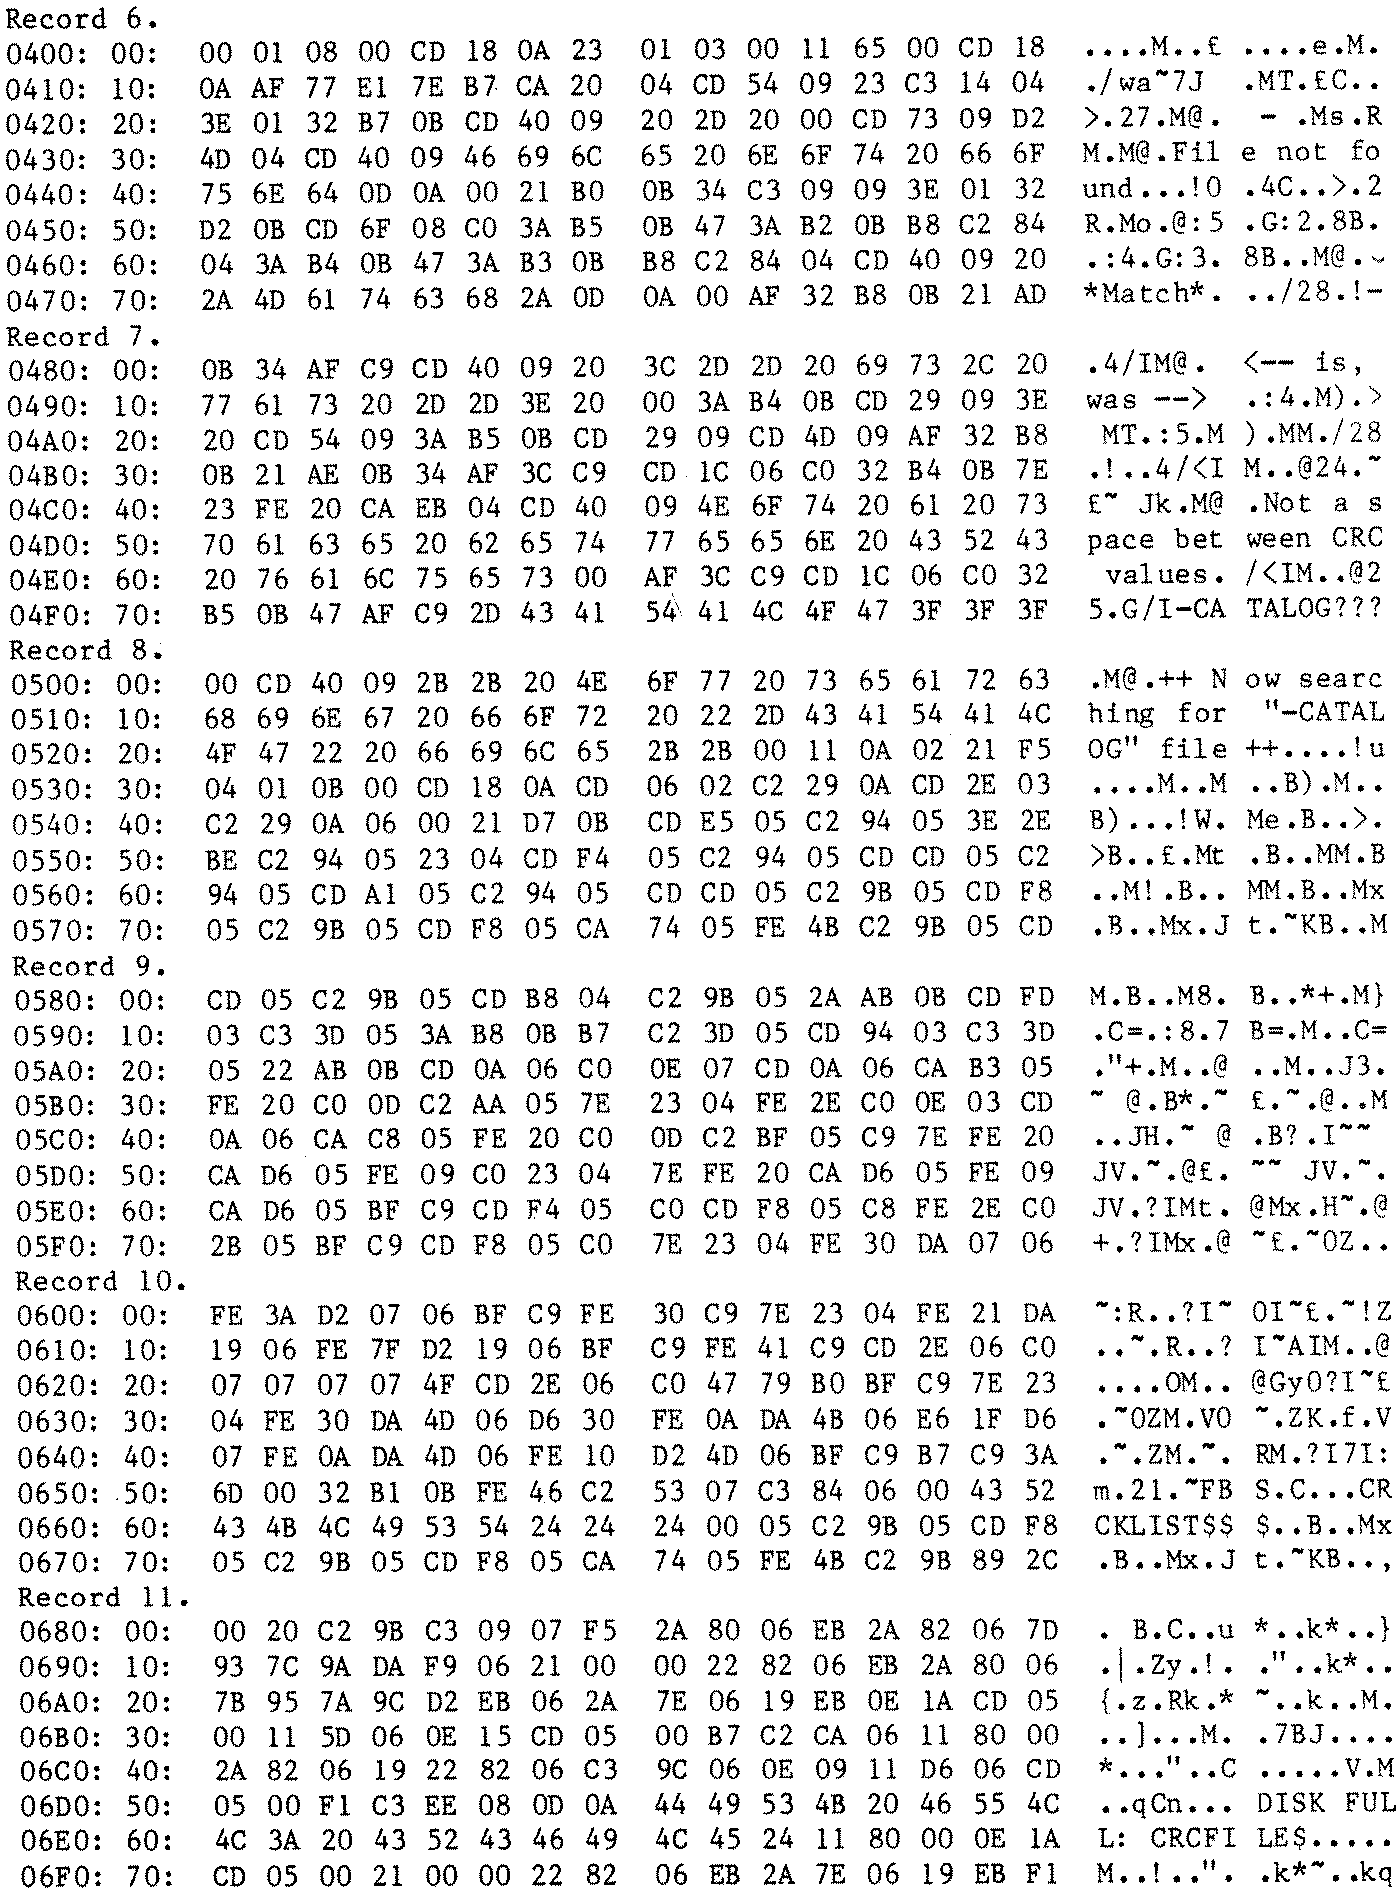 Record 6.
0400: 00: 00 01 08 00 CD 18 0A 23 01 03 00 11 65 00 CD 18 ....M..£ ....e.M.
0410: 10: 0A AF 77 E1 7E B7 CA 20 04 CD 54 09 23 C3 14 04 ./wa~7J .MT.£C..
0420: 20: 3E 01 32 B7 0B CD 40 09 20 2D 20 00 CD 73 09 D2 >.27.M@. - .Ms.R
0430: 30: 4D 04 CD 40 09 46 69 6C 65 20 6E 6F 74 20 66 6F M.M@.Fil e not fo
0440: 40: 75 6E 64 0D 0A 00 21 B0 0B 34 C3 09 09 3E 01 32 und...!0 .4C..>.2
0450: 50: D2 0B CD 6F 08 C0 3A B5 0B 47 3A B2 0B B8 C2 84 R.Mo.@:5 .G:2.8B.
0460: 60: 04 3A B4 0B 47 3A B3 0B B8 C2 84 04 CD 40 09 20 .:4.G:3. 8B..M@.
0470: 70: 2A 4D 61 74 63 68 2A 0D 0A 00 AF 32 B8 0B 21 AD *Match*. ../28.!-
Record 7.
0480: 00: 0B 34 AF C9 CD 40 09 20 3C 2D 2D 20 69 73 2C 20 .4/IM@. <-- is,
0490: 10: 77 61 73 20 2D 2D 3E 20 00 3A B4 0B CD 29 09 3E was --> .:4.M).>
04A0: 20: 20 CD 54 09 3A B5 0B CD 29 09 CD 4D 09 AF 32 B8 MT.:5.M ).MM./28
04B0: 30: 0B 21 AE 0B 34 AF 3C C9 CD 1C 06 C0 32 B4 0B 7E .!..4/<I M..@24.~
04C0: 40: 23 FE 20 CA EB 04 CD 40 09 4E 6F 74 20 61 20 73 £~ Jk.M@ .Not a s
04D0: 50: 70 61 63 65 20 62 65 74 77 65 65 6E 20 43 52 43 pace bet ween CRC
04E0: 60: 20 76 61 6C 75 65 73 00 AF 3C C9 CD 1C 06 C0 32 values. /<IM..@2
04F0: 70: B5 0B 47 AF C9 2D 43 41 54 41 4C 4F 47 3F 3F 3F 5.G/I-CA TALOG???
Record 8.
0500: 00: 00 CD 40 09 2B 2B 20 4E 6F 77 20 73 65 61 72 63 .M@.++ N ow searc
0510: 10: 68 69 6E 67 20 66 6F 72 20 22 2D 43 41 54 41 4C hing for "-CATAL
0520: 20: 4F 47 22 20 66 69 6C 65 2B 2B 00 11 0A 02 21 F5 OG" file ++....!u
0530: 30: 04 01 0B 00 CD 18 0A CD 06 02 C2 29 0A CD 2E 03 ....M..M ..B).M..
0540: 40: C2 29 0A 06 00 21 D7 0B CD E5 05 C2 94 05 3E 2E B)...!W. Me.B..>.
0550: 50: BE C2 94 05 23 04 CD F4 05 C2 94 05 CD CD 05 C2 >B..£.Mt .B..MM.B
0560: 60: 94 05 CD A1 05 C2 94 05 CD CD 05 C2 9B 05 CD F8 ..M!.B.. MM.B..Mx
0570: 70: 05 C2 9B 05 CD F8 05 CA 74 05 FE 4B C2 9B 05 CD .B..Mx.J t.~KB..M
Record 9.
0580: 00: CD 05 C2 9B 05 CD B8 04 C2 9B 05 2A AB 0B CD FD M.B..M8. B..*+.M}
0590: 10: 03 C3 3D 05 3A B8 0B B7 C2 3D 05 CD 94 03 C3 3D .C=.:8.7 B=.M..C=
05A0: 20: 05 22 AB 0B CD 0A 06 C0 0E 07 CD 0A 06 CA B3 05 ."+.M..@ ..M..J3.
05B0: 30: FE 20 C0 0D C2 AA 05 7E 23 04 FE 2E C0 0E 03 CD ~ @.B*.~ £.~.@..M
05C0: 40: 0A 06 CA C8 05 FE 20 C0 0D C2 BF 05 C9 7E FE 20 ..JH.~ @ .B?.I~~
05D0: 50: CA D6 05 FE 09 C0 23 04 7E FE 20 CA D6 05 FE 09 JV.~.@£. ~~ JV.~.
05E0: 60: CA D6 05 BF C9 CD F4 05 C0 CD F8 05 C8 FE 2E C0 JV.?IMt. @Mx.H~.@
05F0: 70: 2B 05 BF C9 CD F8 05 C0 7E 23 04 FE 30 DA 07 06 +.?IMx.@ ~£.~0Z..
Record 10.
0600: 00: FE 3A D2 07 06 BF C9 FE 30 C9 7E 23 04 FE 21 DA ~:R..?I~ 0I~£.~!Z
0610: 10: 19 06 FE 7F D2 19 06 BF C9 FE 41 C9 CD 2E 06 C0 ..~.R..? I~AIM..@
0620: 20: 07 07 07 07 4F CD 2E 06 C0 47 79 B0 BF C9 7E 23 ....OM.. @Gy0?I~£
0630: 30: 04 FE 30 DA 4D 06 D6 30 FE 0A DA 4B 06 E6 1F D6 .~0ZM.V0 ~.ZK.f.V
0640: 40: 07 FE 0A DA 4D 06 FE 10 D2 4D 06 BF C9 B7 C9 3A .~.ZM.~. RM.?I7I:
0650: 50: 6D 00 32 B1 0B FE 46 C2 53 07 C3 84 06 00 43 52 m.21.~FB S.C...CR
0660: 60: 43 4B 4C 49 53 54 24 24 24 00 05 C2 9B 05 CD F8 CKLIST$$ $..B..Mx
0670: 70: 05 C2 9B 05 CD F8 05 CA 74 05 FE 4B C2 9B 89 2C .B..Mx.J t.~KB..,
Record 11.
0680: 00: 00 20 C2 9B C3 09 07 F5 2A 80 06 EB 2A 82 06 7D . B.C..u *..k*..}
0690: 10: 93 7C 9A DA F9 06 21 00 00 22 82 06 EB 2A 80 06 .|.Zy.!. ."..k*..
06A0: 20: 7B 95 7A 9C D2 EB 06 2A 7E 06 19 EB 0E 1A CD 05 {.z.Rk.* ~..k..M.
06B0: 30: 00 11 5D 06 0E 15 CD 05 00 B7 C2 CA 06 11 80 00 ..]...M. .7BJ....
06C0: 40: 2A 82 06 19 22 82 06 C3 9C 06 0E 09 11 D6 06 CD *..."..C .....V.M
06D0: 50: 05 00 F1 C3 EE 08 0D 0A 44 49 53 4B 20 46 55 4C ..qCn... DISK FUL
06E0: 60: 4C 3A 20 43 52 43 46 49 4C 45 24 11 80 00 0E 1A L: CRCFI LE$.....
06F0: 70: CD 05 00 21 00 00 22 82 06 EB 2A 7E 06 19 EB F1 M..!..". .k*~..kq